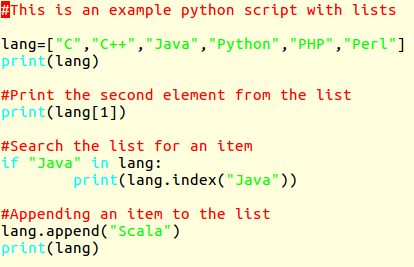 #This is an example python script with lists
lang=["C","C++","Java","Python","PHP","Perl"]
print(lang)
#Print the second element from the list
print(lang[1])
#Search the list for an item
if "Java" in lang:
        print(lang.index("Java"))
#Appending an item to the list
lang.append("Scala")
print(lang)